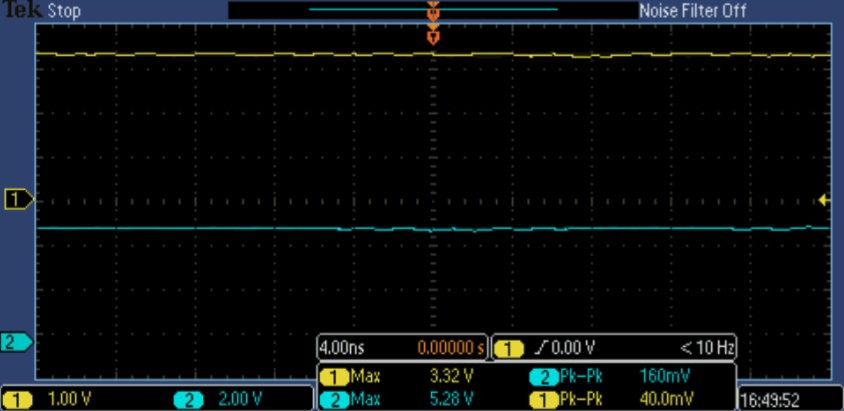 Tek Stop Noise Filter Off
T
T
1
2
4.00ns 0.00000 s 1 0.00 V < 10 Hz
1 Max 3.32 V 2 Pk-Pk 160mV
1 1.00 V 2 2.00 V 2 Max 5.28 V 1 Pk-Pk 40.0mV 16:49:52